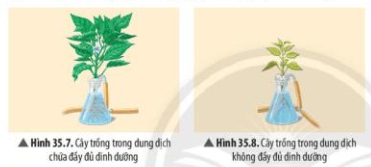 ▲ Hình 35.7. Cây trồng trong dung dịch
chứa đầy đủ dinh dưỡng
▲ Hình 35.8. Cây trồng trong dung dịch
không đầy đủ dinh dưỡng